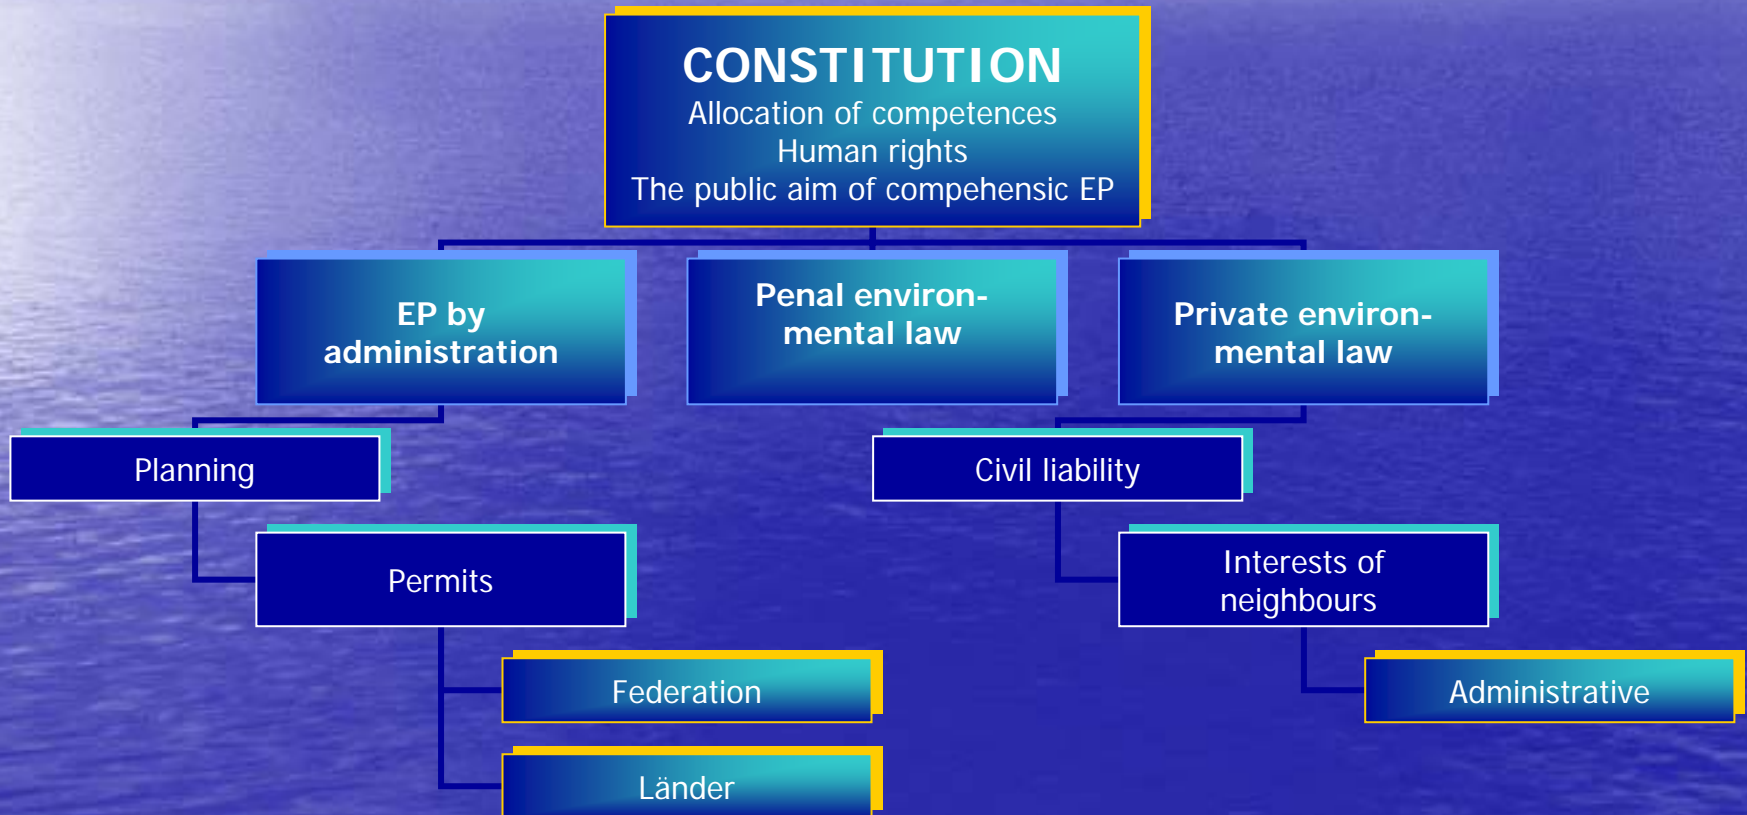 CONSTITUTION
Allocation of competences
Human rights
The public aim of compehensic EP
EP by
administration
Penal environ-
mental law
Private environ-
mental law
Planning
Civil liability
Permits
Interests of
neighbours
Federation
Administrative
Länder